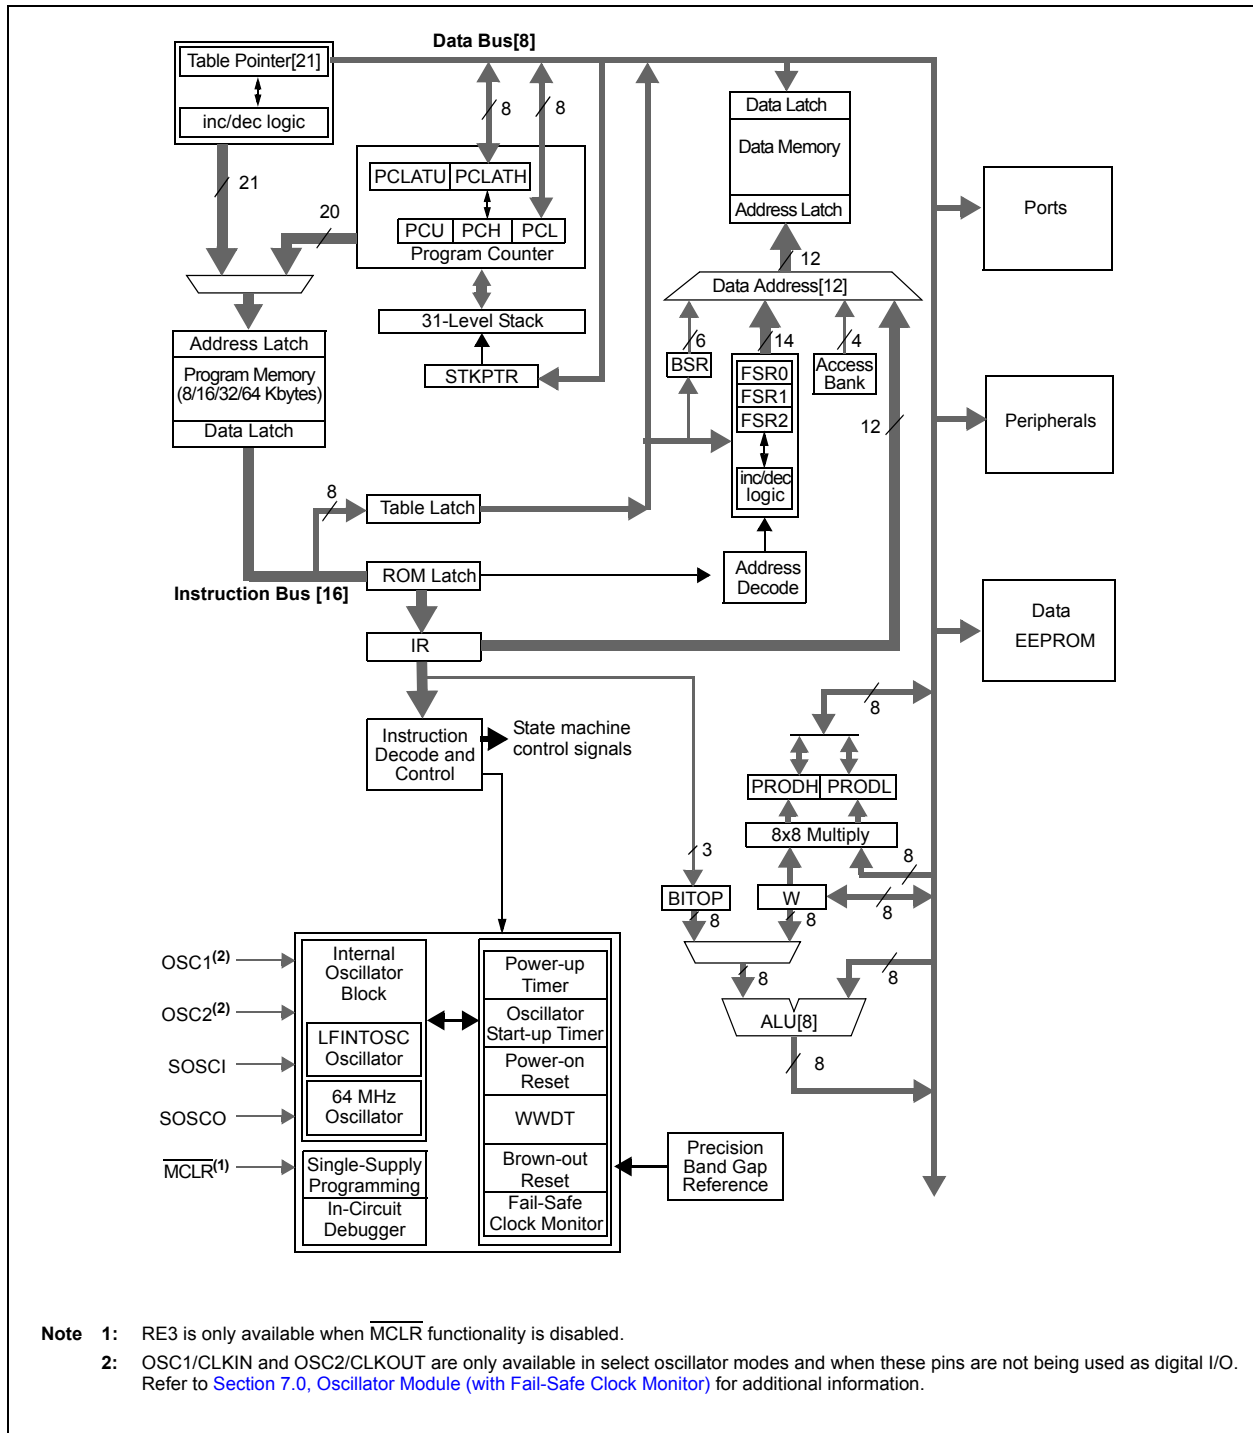 Data Bus[8]
Table Pointer[21]
inc/dec logic
21
20
8
8
PCLATU PCLATH
PCU PCH PCL
Program Counter
31-Level Stack
STKPTR
Data Latch
Data Memory
Address Latch
12
Data Address[12]
6
14
4
BSR
FSR0
FSR1
FSR2
inc/dec
logic
Access
Bank
12
Ports
Peripherals
Data
EEPROM
Address Latch
Program Memory
(8/16/32/64 Kbytes)
Data Latch
8
Table Latch
ROM Latch
Instruction Bus [16]
Address
Decode
IR
Instruction
Decode and
Control
State machine
control signals
8
PRODH PRODL
8x8 Multiply
3
8
BITOP
W
8
8
8
8
8
ALU[8]
8
OSC1(2)
OSC2(2)
SOSCI
SOSCO
MCLR(1)
Internal
Oscillator
Block
LFINTOSC
Oscillator
64 MHz
Oscillator
Single-Supply
Programming
In-Circuit
Debugger
Power-up
Timer
Oscillator
Start-up Timer
Power-on
Reset
WWDT
Brown-out
Reset
Fail-Safe
Clock Monitor
Precision
Band Gap
Reference
Note 1: RE3 is only available when MCLR functionality is disabled.
2: OSC1/CLKIN and OSC2/CLKOUT are only available in select oscillator modes and when these pins are not being used as digital I/O.
Refer to Section 7.0, Oscillator Module (with Fail-Safe Clock Monitor) for additional information.